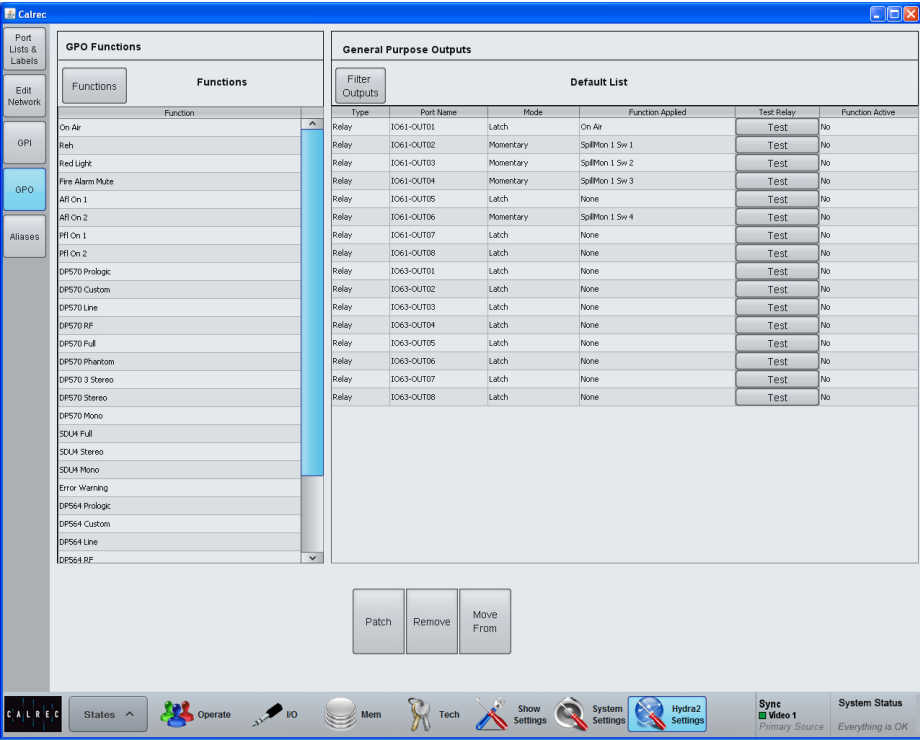 Calrec
Port Lists & Labels
Edit Network
GPI
GPO
Aliases
GPO Functions
Functions Functions
Function
On Air
Reh
Red Light
Fire Alarm Mute
Afl On 1
Afl On 2
Pfl On 1
Pfl On 2
DP570 Prologic
DP570 Custom
DP570 Line
DP570 RF
DP570 Full
DP570 Phantom
DP570 3 Stereo
DP570 Stereo
DP570 Mono
SDU4 Full
SDU4 Stereo
SDU4 Mono
Error Warning
DP564 Prologic
DP564 Custom
DP564 Line
DP564 RF
General Purpose Outputs
Filter Outputs Default List
Type Port Name Mode Function Applied Test Relay Function Active
Relay IO61-OUT01 Latch On Air Test No
Relay IO61-OUT02 Momentary SpillMon 1 Sw 1 Test No
Relay IO61-OUT03 Momentary SpillMon 1 Sw 2 Test No
Relay IO61-OUT04 Momentary SpillMon 1 Sw 3 Test No
Relay IO61-OUT05 Latch None Test No
Relay IO61-OUT06 Momentary SpillMon 1 Sw 4 Test No
Relay IO61-OUT07 Latch None Test No
Relay IO61-OUT08 Latch None Test No
Relay IO63-OUT01 Latch None Test No
Relay IO63-OUT02 Latch None Test No
Relay IO63-OUT03 Latch None Test No
Relay IO63-OUT04 Latch None Test No
Relay IO63-OUT05 Latch None Test No
Relay IO63-OUT06 Latch None Test No
Relay IO63-OUT07 Latch None Test No
Relay IO63-OUT08 Latch None Test No
Patch Remove Move From
CALREC States Operate I/O Mem Tech Show Settings System Settings Hydra2 Settings
Sync
Video 1
Primary Source
System Status
Everything is OK